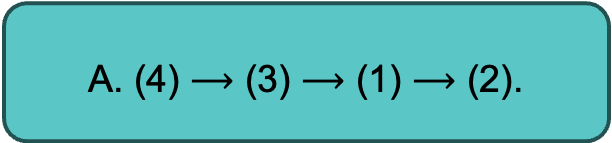 A. (4) ⟶ (3) ⟶ (1) ⟶ (2).